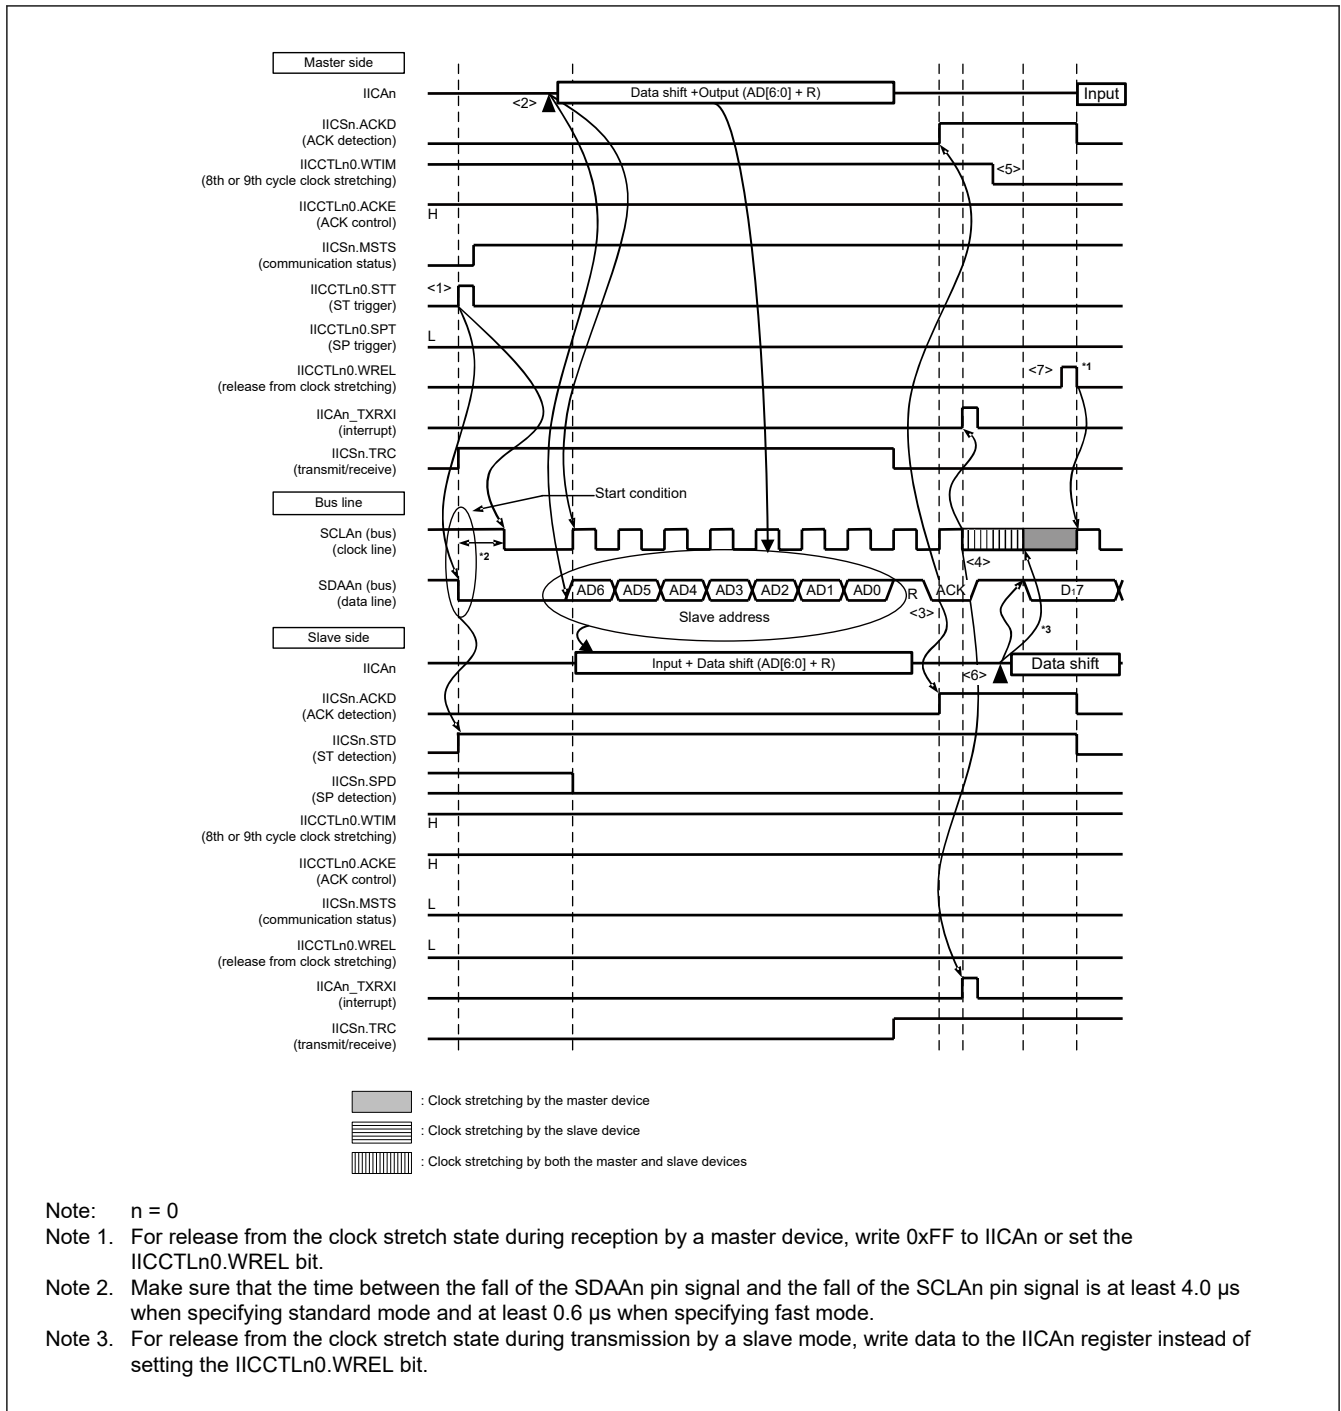 Master side
IICAn
<2>
Data shift +Output (AD[6:0] + R)
Input
IICSn.ACKD
(ACK detection)
IICCTLn0.WTIM
(8th or 9th cycle clock stretching)
<5>
IICCTLn0.ACKE
(ACK control)
H
IICSn.MSTS
(communication status)
IICCTLn0.STT
(ST trigger)
<1>
IICCTLn0.SPT
(SP trigger)
L
IICCTLn0.WREL
(release from clock stretching)
<7>
*1
IICAn_TXRXI
(interrupt)
IICSn.TRC
(transmit/receive)
Bus line
Start condition
SCLAn (bus)
(clock line)
*2
<4>
SDAAn (bus)
(data line)
AD6 AD5 AD4 AD3 AD2 AD1 AD0 R ACK D17
<3>
Slave address
*3
Slave side
IICAn
Input + Data shift (AD[6:0] + R)
<6>
Data shift
IICSn.ACKD
(ACK detection)
IICSn.STD
(ST detection)
IICSn.SPD
(SP detection)
IICCTLn0.WTIM
(8th or 9th cycle clock stretching)
H
IICCTLn0.ACKE
(ACK control)
H
IICSn.MSTS
(communication status)
L
IICCTLn0.WREL
(release from clock stretching)
L
IICAn_TXRXI
(interrupt)
IICSn.TRC
(transmit/receive)
: Clock stretching by the master device
: Clock stretching by the slave device
: Clock stretching by both the master and slave devices
Note: n = 0
Note 1. For release from the clock stretch state during reception by a master device, write 0xFF to IICAn or set the
IICCTLn0.WREL bit.
Note 2. Make sure that the time between the fall of the SDAAn pin signal and the fall of the SCLAn pin signal is at least 4.0 µs
when specifying standard mode and at least 0.6 µs when specifying fast mode.
Note 3. For release from the clock stretch state during transmission by a slave mode, write data to the IICAn register instead of
setting the IICCTLn0.WREL bit.